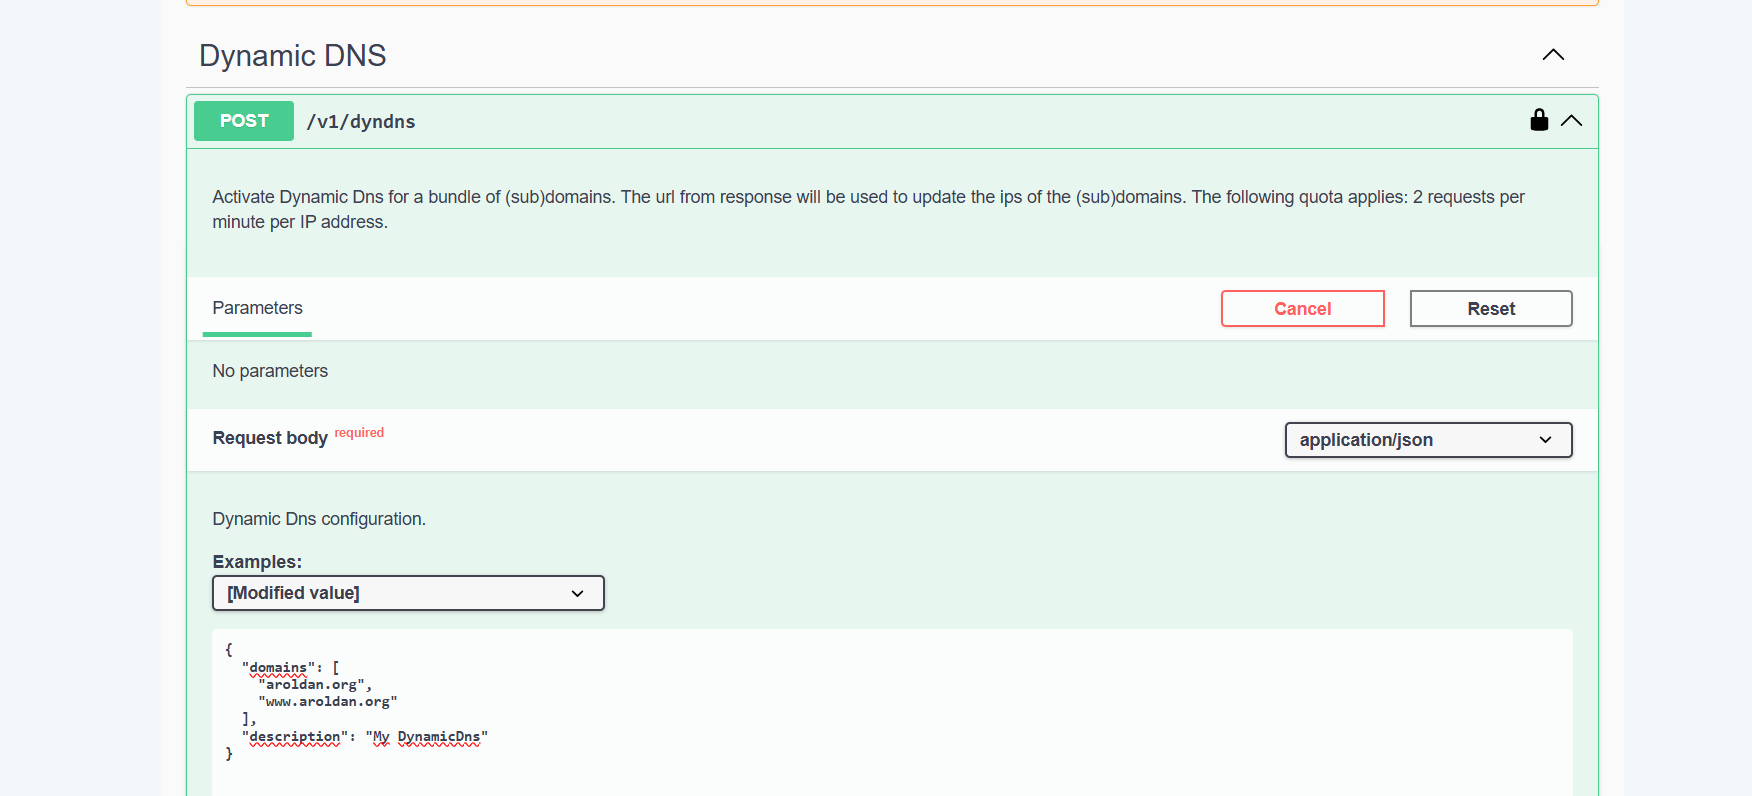 Dynamic DNS
POST /v1/dyndns
Activate Dynamic Dns for a bundle of (sub)domains. The url from response will be used to update the ips of the (sub)domains. The following quota applies: 2 requests per
minute per IP address.
Parameters
Cancel
Reset
No parameters
Request body required
application/json
Dynamic Dns configuration.
Examples:
[Modified value]
{
  "domains": [
    "aroldan.org",
    "www.aroldan.org"
  ],
  "description": "My DynamicDns"
}